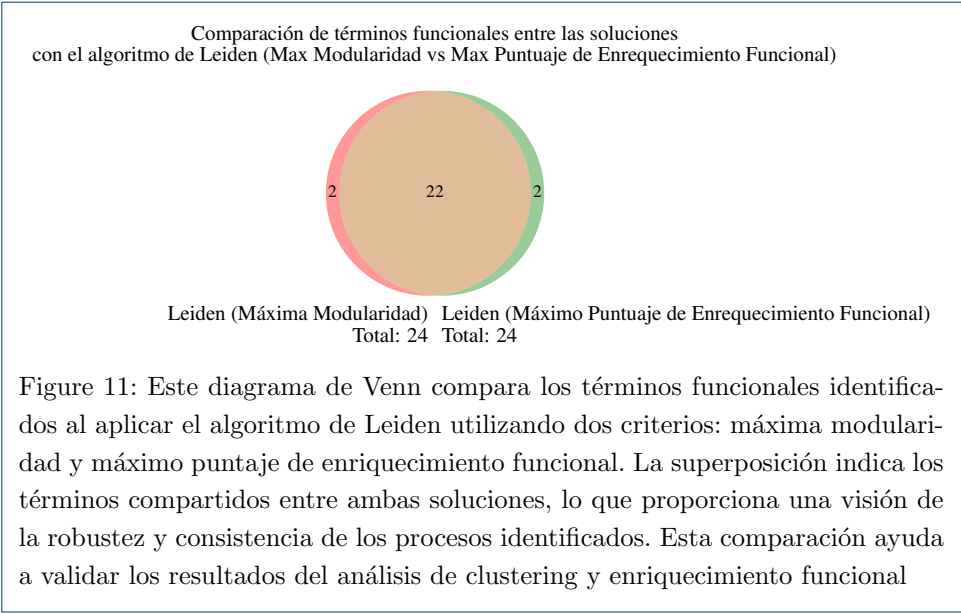 Comparación de términos funcionales entre las soluciones
con el algoritmo de Leiden (Max Modularidad vs Max Puntuaje de Enrequecimiento Funcional)
2
22
2
Leiden (Máxima Modularidad)
Total: 24
Leiden (Máximo Puntuaje de Enrequecimiento Funcional)
Total: 24
Figure 11: Este diagrama de Venn compara los términos funcionales identifica-
dos al aplicar el algoritmo de Leiden utilizando dos criterios: máxima modulari-
dad y máximo puntaje de enriquecimiento funcional. La superposición indica los
términos compartidos entre ambas soluciones, lo que proporciona una visión de
la robustez y consistencia de los procesos identificados. Esta comparación ayuda
a validar los resultados del análisis de clustering y enriquecimiento funcional